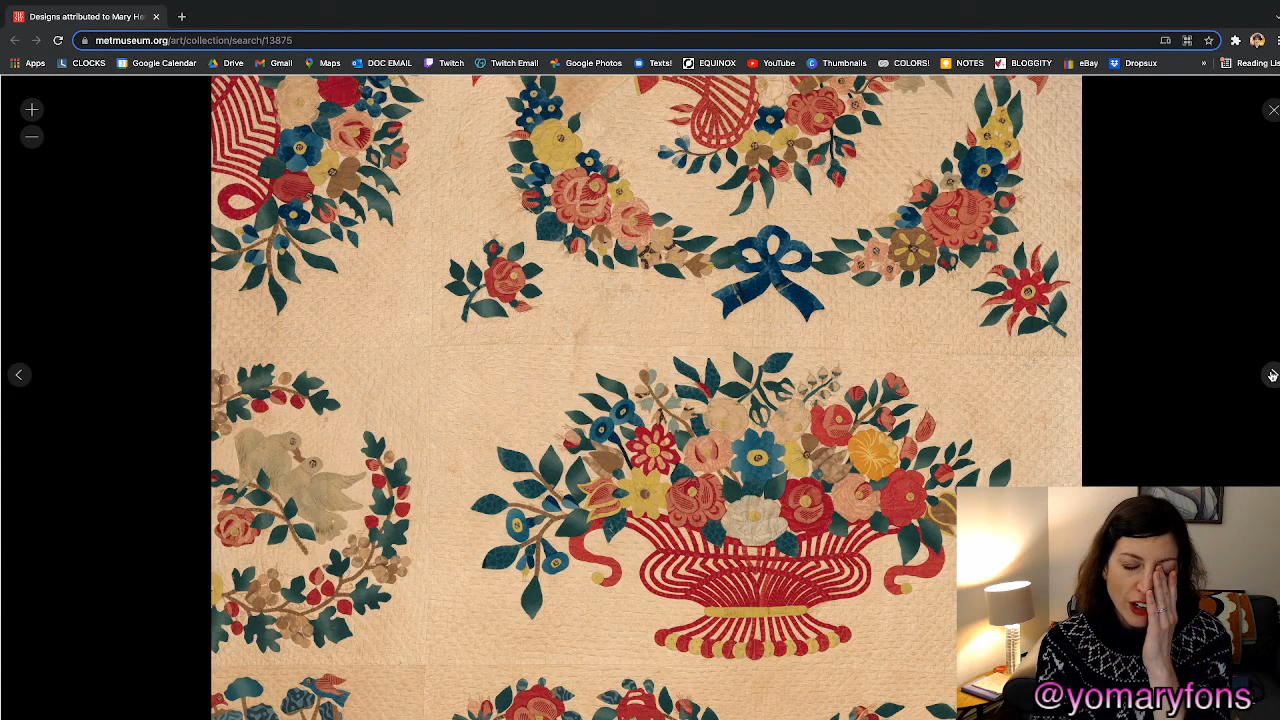 Designs attributed to Mary He
metmuseum.org/art/collection/search/13875
Apps CLOCKS Google Calendar Drive Gmail Maps DOC EMAIL Twitch Twitch Email Google Photos Texts! EQUINOX YouTube Thumbnails COLORS! NOTES BLOGGITY eBay Dropsux » Reading Lis
@yomaryfons